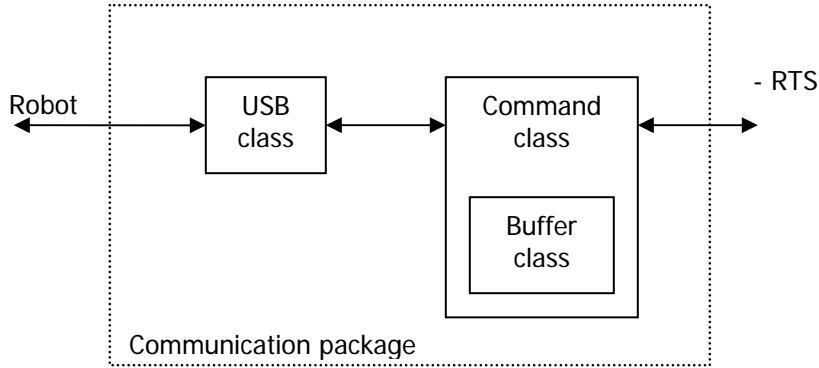 Robot
USB
class
Command
class
- RTS
Buffer
class
Communication package